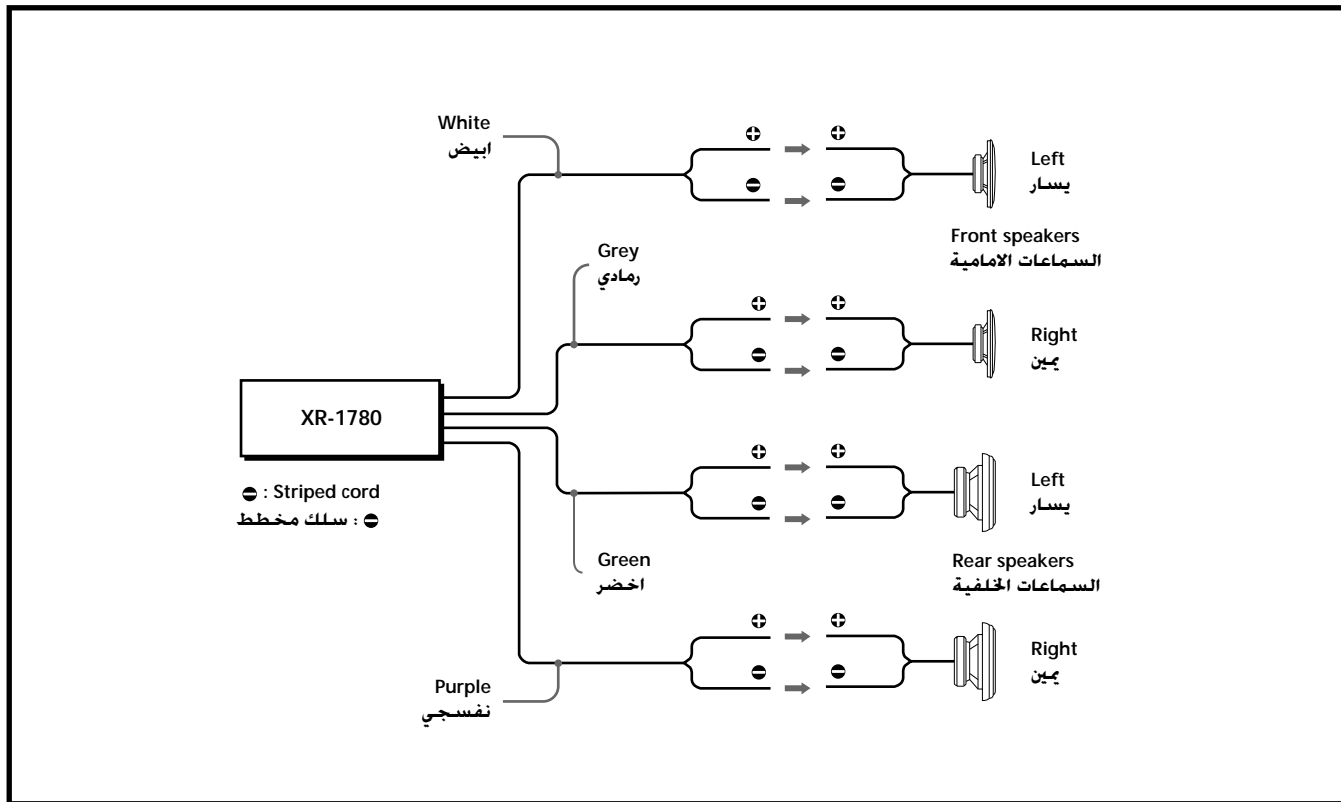 White
ابيض
Left
يسار
Front speakers
السماعات الامامية
Grey
رمادي
Right
يمين
XR-1780
⊖ : Striped cord
⊖ : سلك مخطط
Left
يسار
Green
اخضر
Rear speakers
السماعات الخلفية
Right
يمين
Purple
نفسجي